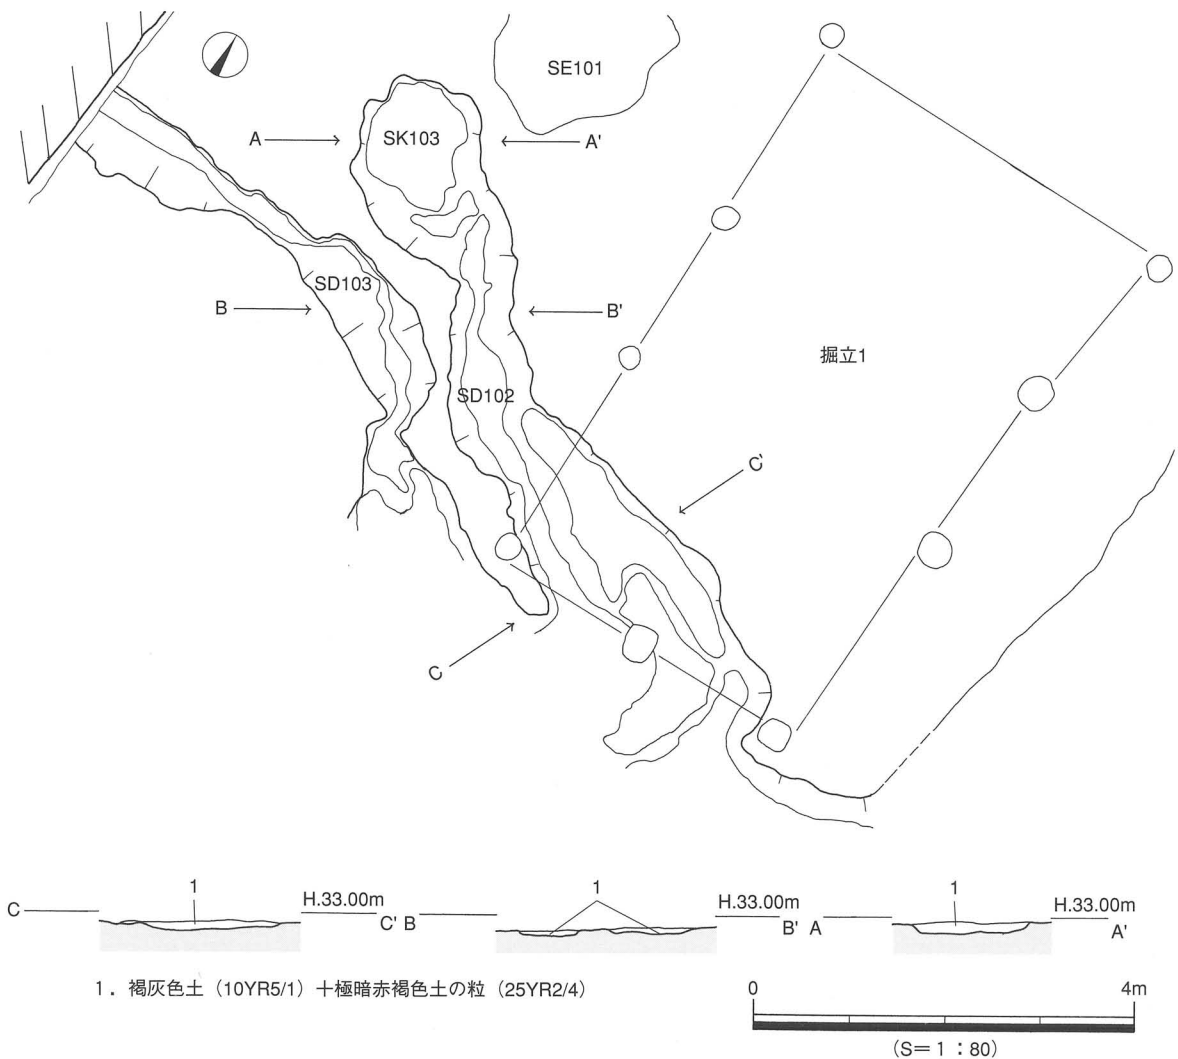 SE101
A
SK103
A'
SD103
B
B'
掘立1
SD102
C'
C
1
1
1
C
H.33.00m
C'
B
H.33.00m
B'
A
H.33.00m
A'
1．褐灰色土（10YR5/1）＋極暗赤褐色土の粒（25YR2/4）
0
4m
（S＝1：80）